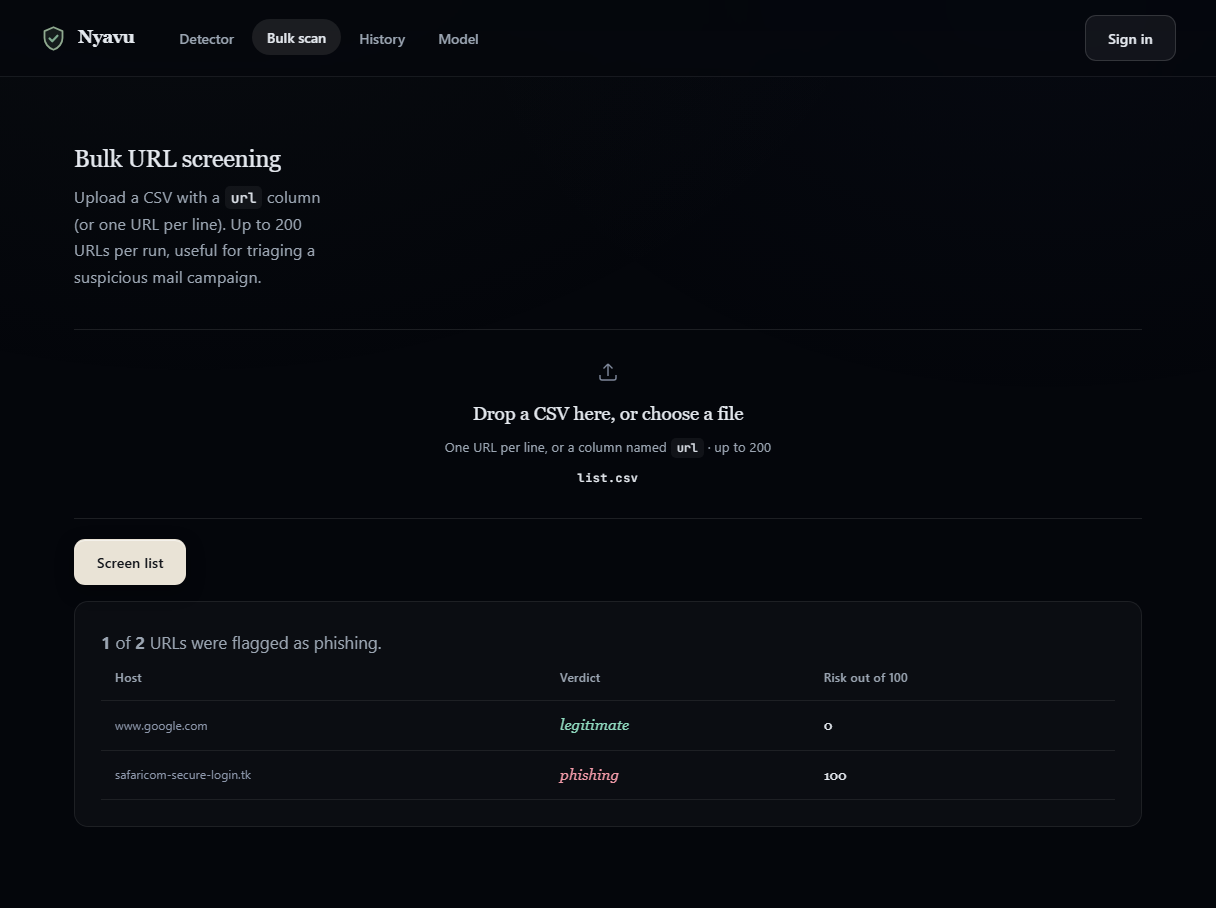 Nyavu
Detector
Bulk scan
History
Model
Sign in
Bulk URL screening
Upload a CSV with a url column
(or one URL per line). Up to 200
URLs per run, useful for triaging a
suspicious mail campaign.
Drop a CSV here, or choose a file
One URL per line, or a column named url · up to 200
list.csv
Screen list
1 of 2 URLs were flagged as phishing.
Host Verdict Risk out of 100
www.google.com legitimate 0
safaricom-secure-login.tk phishing 100